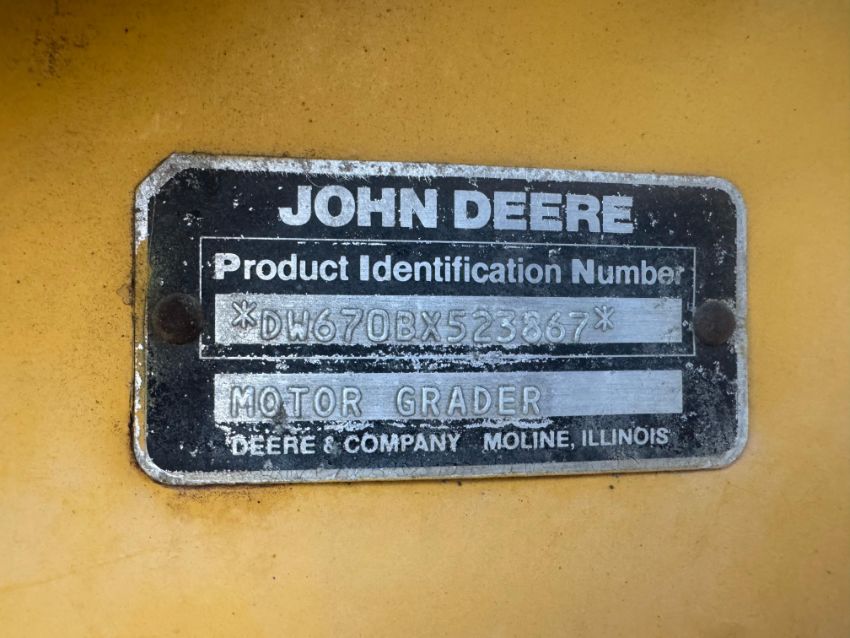 JOHN DEERE
Product Identification Number
*DW670BX523867*
MOTOR GRADER
DEERE & COMPANY MOLINE, ILLINOIS